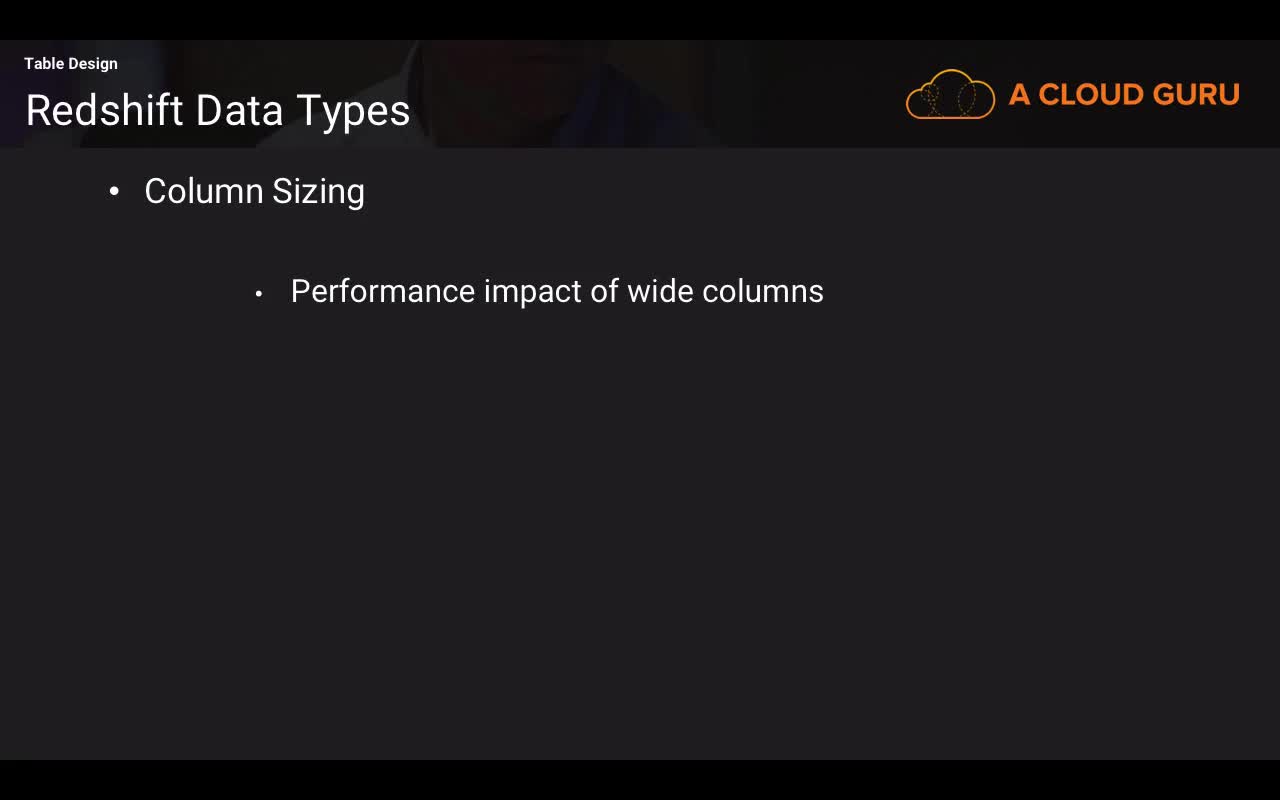 Table Design
Redshift Data Types
A CLOUD GURU
• Column Sizing
• Performance impact of wide columns